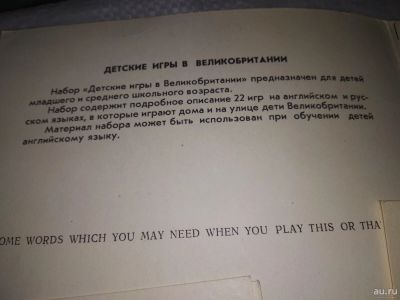 ДЕТСКИЕ ИГРЫ В ВЕЛИКОБРИТАНИИ
Набор «Детские игры в Великобритании» предназначен для детей
младшего и среднего школьного возраста.
Набор содержит подробное описание 22 игр на английском и рус-
ском языках, в которые играют дома и на улице дети Великобритании.
Материал набора может быть использован при обучении детей
английскому языку.
OME WORDS WHICH YOU MAY NEED WHEN YOU PLAY THIS OR THA
au.ru